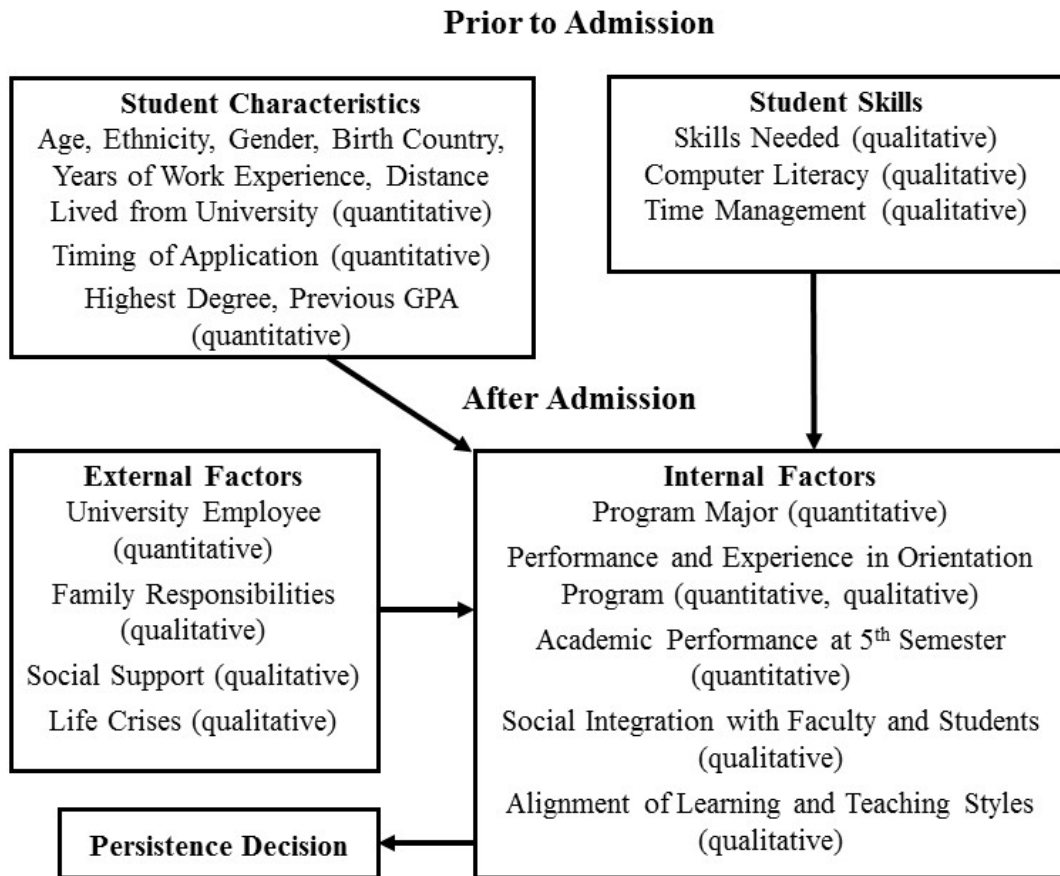 Prior to Admission
Student Characteristics
Age, Ethnicity, Gender, Birth Country,
Years of Work Experience, Distance
Lived from University (quantitative)
Timing of Application (quantitative)
Highest Degree, Previous GPA
(quantitative)
Student Skills
Skills Needed (qualitative)
Computer Literacy (qualitative)
Time Management (qualitative)
After Admission
External Factors
University Employee
(quantitative)
Family Responsibilities
(qualitative)
Social Support (qualitative)
Life Crises (qualitative)
Internal Factors
Program Major (quantitative)
Performance and Experience in Orientation
Program (quantitative, qualitative)
Academic Performance at 5th Semester
(quantitative)
Social Integration with Faculty and Students
(qualitative)
Alignment of Learning and Teaching Styles
(qualitative)
Persistence Decision